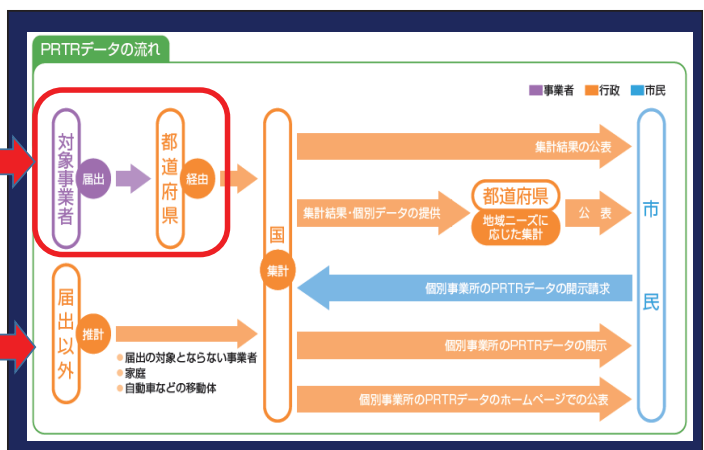 PRTRデータの流れ
事業者 行政 市民
対象事業者
届出
都道府県
経由
国
集計
集計結果の公表
集計結果・個別データの提供
都道府県
地域ニーズに
応じた集計
公 表
市 民
個別事業所のPRTRデータの開示請求
届出以外
推計
届出の対象とならない事業者
家庭
自動車などの移動体
個別事業所のPRTRデータの開示
個別事業所のPRTRデータのホームページでの公表